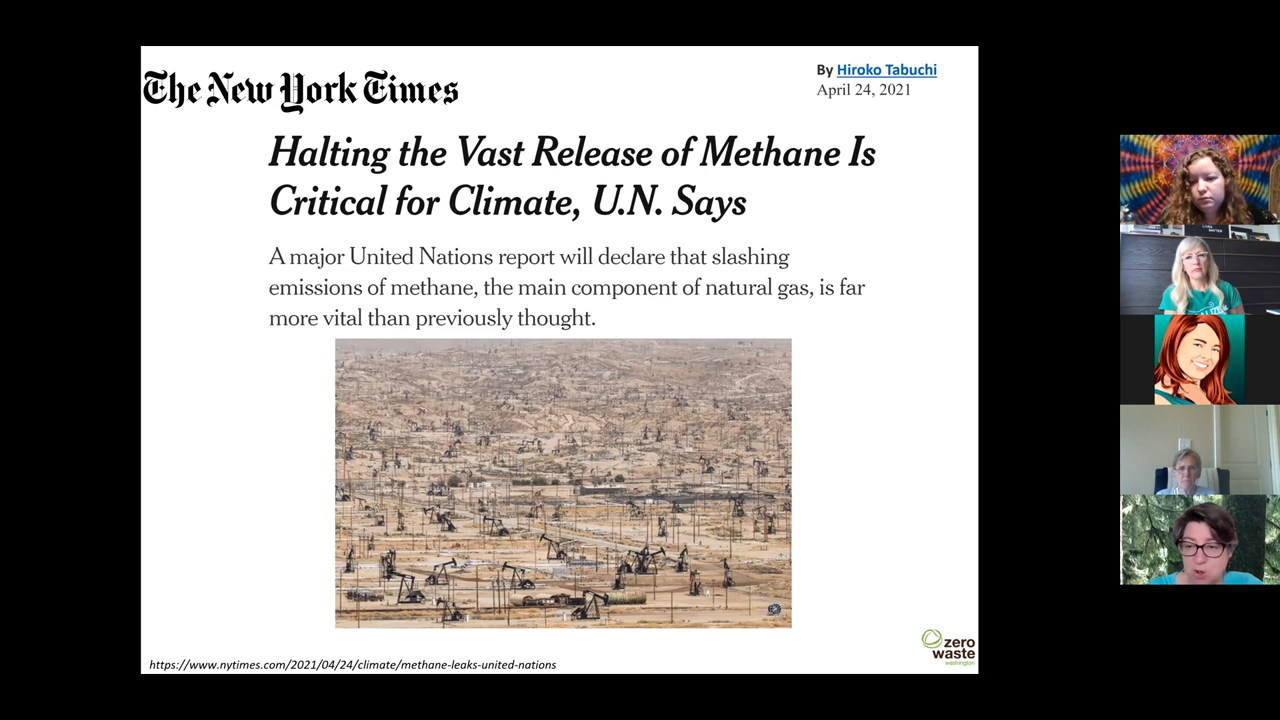 The New York Times
By Hiroko Tabuchi
April 24, 2021
Halting the Vast Release of Methane Is
Critical for Climate, U.N. Says
A major United Nations report will declare that slashing
emissions of methane, the main component of natural gas, is far
more vital than previously thought.
https://www.nytimes.com/2021/04/24/climate/methane-leaks-united-nations
zero
waste
washington